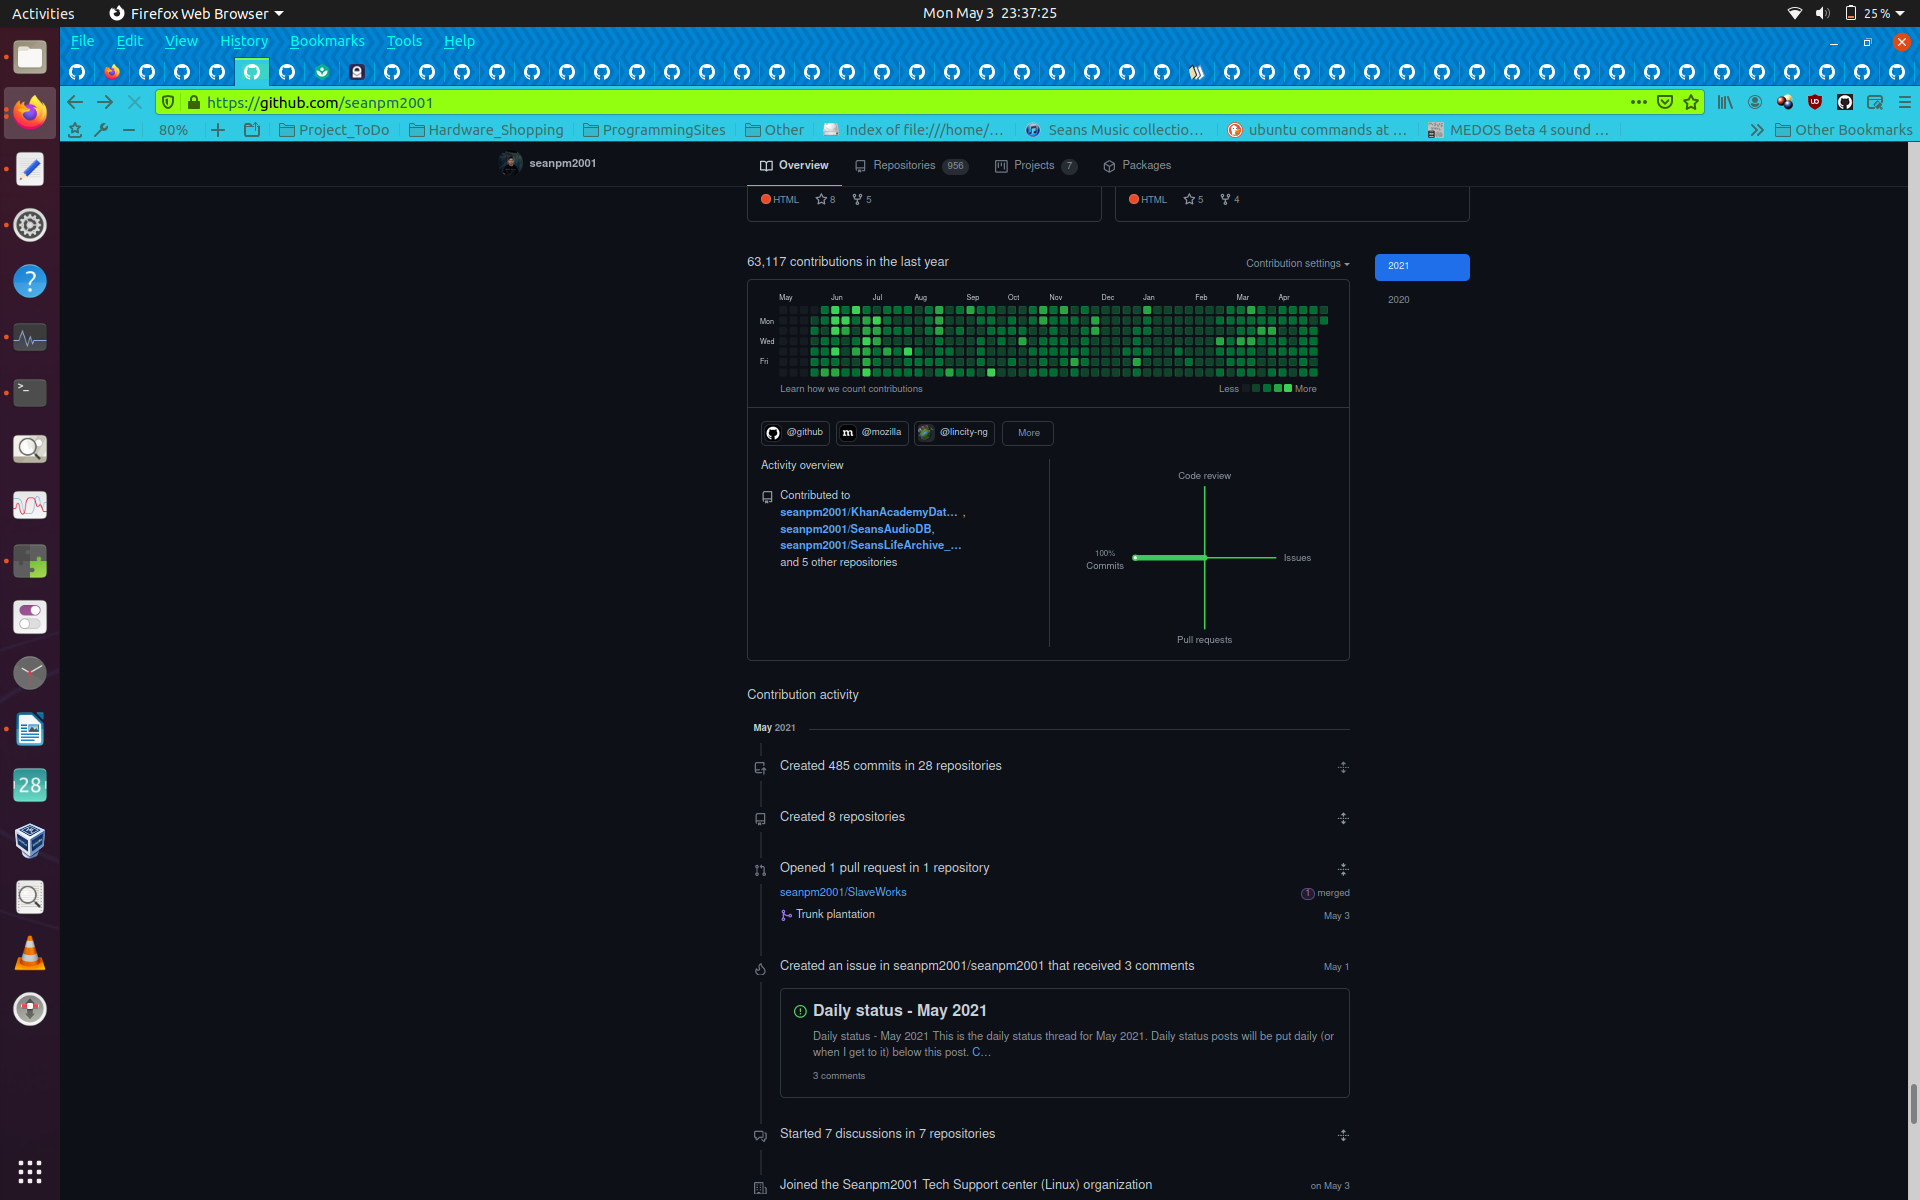 Activities
Firefox Web Browser
Mon May 3 23:37:25
25 %
File Edit View History Bookmarks Tools Help
https://github.com/seanpm2001
80%
Project_ToDo
Hardware_Shopping
ProgrammingSites
Other
Index of file:///home/...
Seans Music collectio...
ubuntu commands at ...
MEDOS Beta 4 sound ...
Other Bookmarks
seanpm2001
Overview
Repositories 956
Projects 7
Packages
HTML 8 5
HTML 5 4
63,117 contributions in the last year
Contribution settings
2021
2020
May Jun Jul Aug Sep Oct Nov Dec Jan Feb Mar Apr
Mon
Wed
Fri
Learn how we count contributions
Less More
@github
m @mozilla
@lincity-ng
More
Activity overview
Contributed to
seanpm2001/KhanAcademyDat... ,
seanpm2001/SeansAudioDB,
seanpm2001/SeansLifeArchive_...
and 5 other repositories
Code review
100%
Commits
Issues
Pull requests
Contribution activity
May 2021
Created 485 commits in 28 repositories
Created 8 repositories
Opened 1 pull request in 1 repository
seanpm2001/SlaveWorks
1 merged
Trunk plantation
May 3
Created an issue in seanpm2001/seanpm2001 that received 3 comments
May 1
Daily status - May 2021
Daily status - May 2021 This is the daily status thread for May 2021. Daily status posts will be put daily (or
when I get to it) below this post. C...
3 comments
Started 7 discussions in 7 repositories
Joined the Seanpm2001 Tech Support center (Linux) organization
on May 3
28